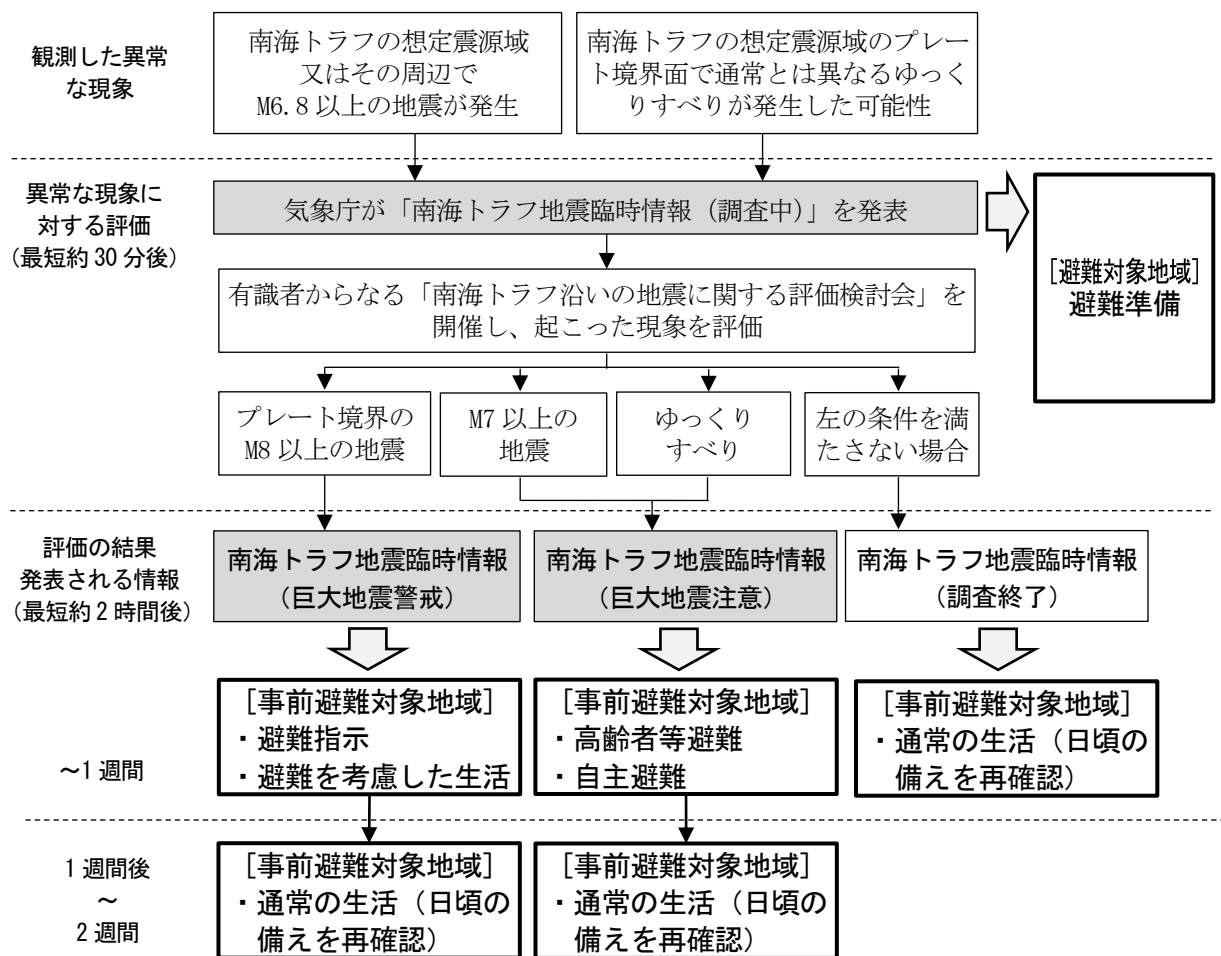 観測した異常
な現象
南海トラフの想定震源域
又はその周辺で
M6.8以上の地震が発生
南海トラフの想定震源域のプレー
ト境界面で通常とは異なるゆっく
りすべりが発生した可能性
異常な現象に
対する評価
(最短約30分後)
気象庁が「南海トラフ地震臨時情報（調査中）」を発表
[避難対象地域]
避難準備
有識者からなる「南海トラフ沿いの地震に関する評価検討会」を
開催し、起こった現象を評価
プレート境界の
M8以上の地震
M7以上の
地震
ゆっくり
すべり
左の条件を満
たさない場合
評価の結果
発表される情報
(最短約2時間後)
南海トラフ地震臨時情報
（巨大地震警戒）
南海トラフ地震臨時情報
（巨大地震注意）
南海トラフ地震臨時情報
（調査終了）
～1週間
[事前避難対象地域]
・避難指示
・避難を考慮した生活
[事前避難対象地域]
・高齢者等避難
・自主避難
[事前避難対象地域]
・通常の生活（日頃の
備えを再確認）
1週間後
～
2週間
[事前避難対象地域]
・通常の生活（日頃の
備えを再確認）
[事前避難対象地域]
・通常の生活（日頃の
備えを再確認）